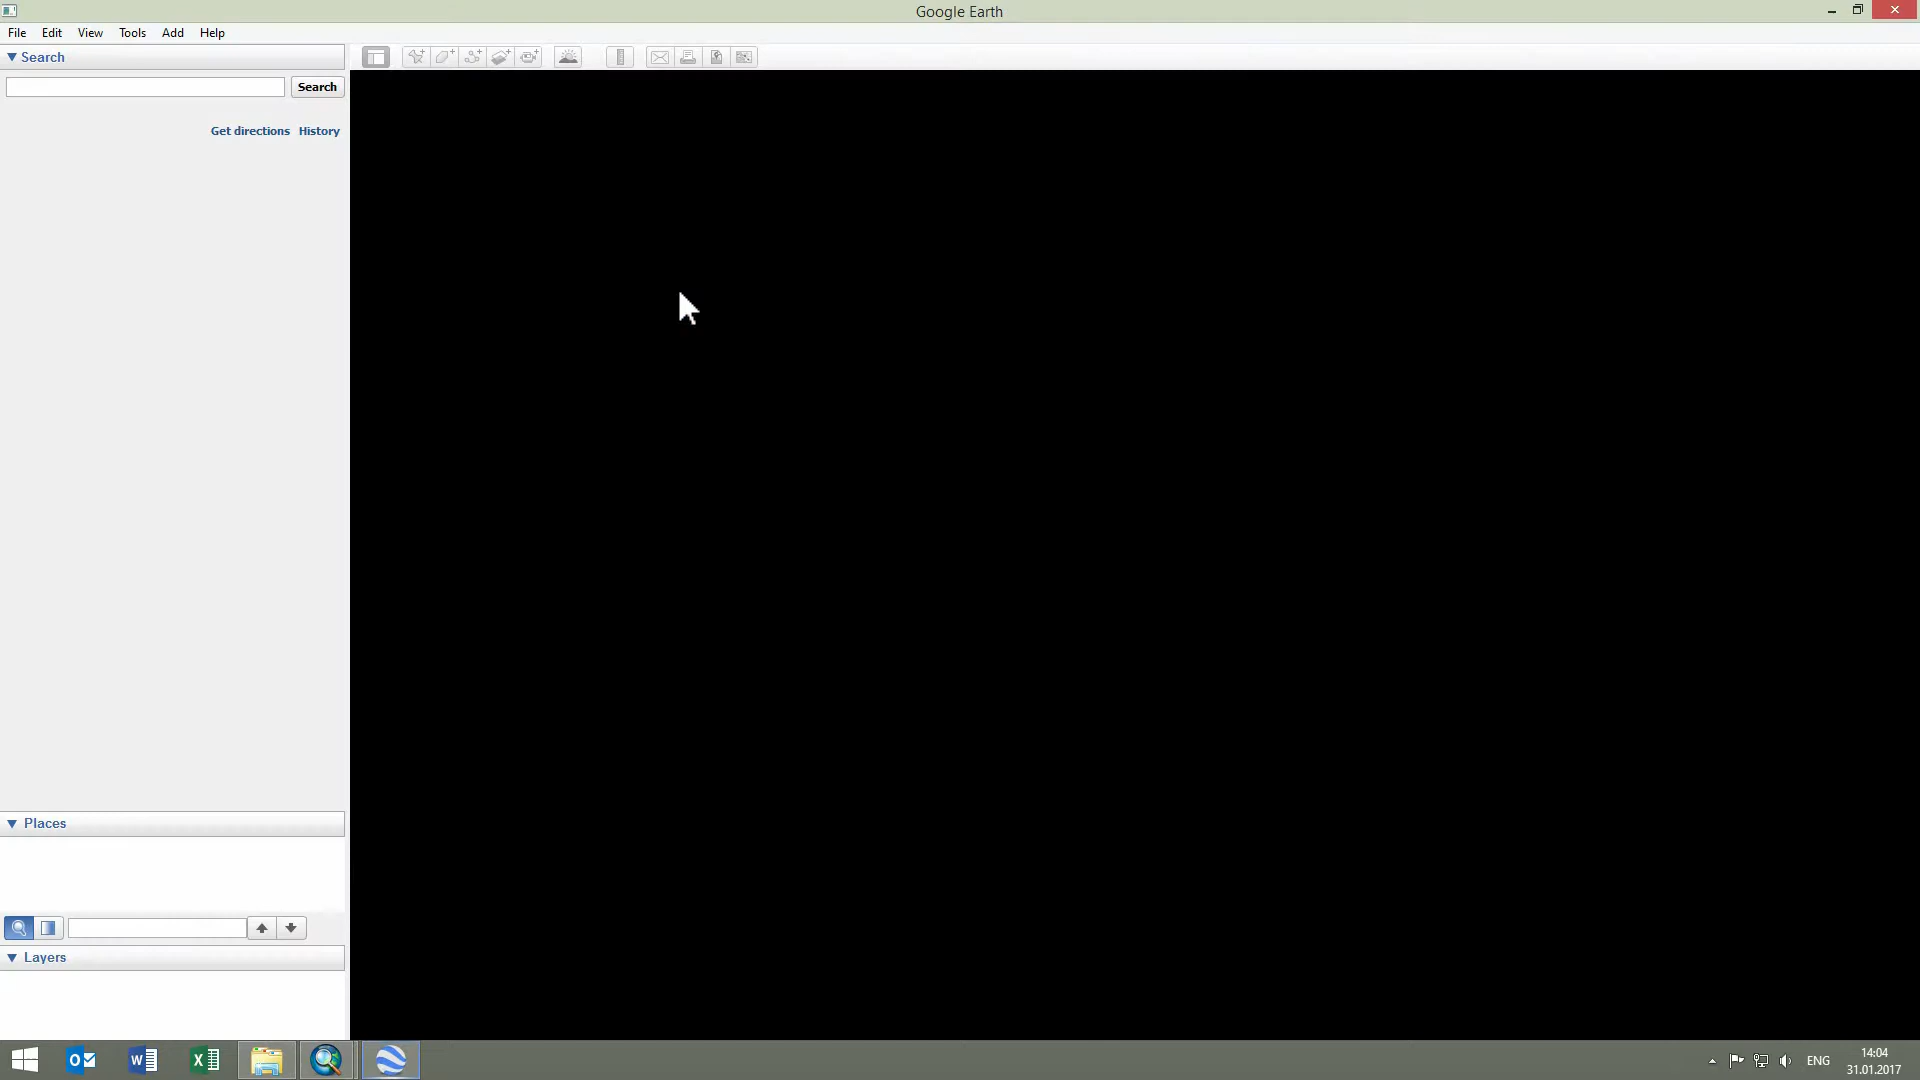 Google Earth
File Edit View Tools Add Help
Search
Search
Get directions History
Places
Layers
ENG
14:04
31.01.2017